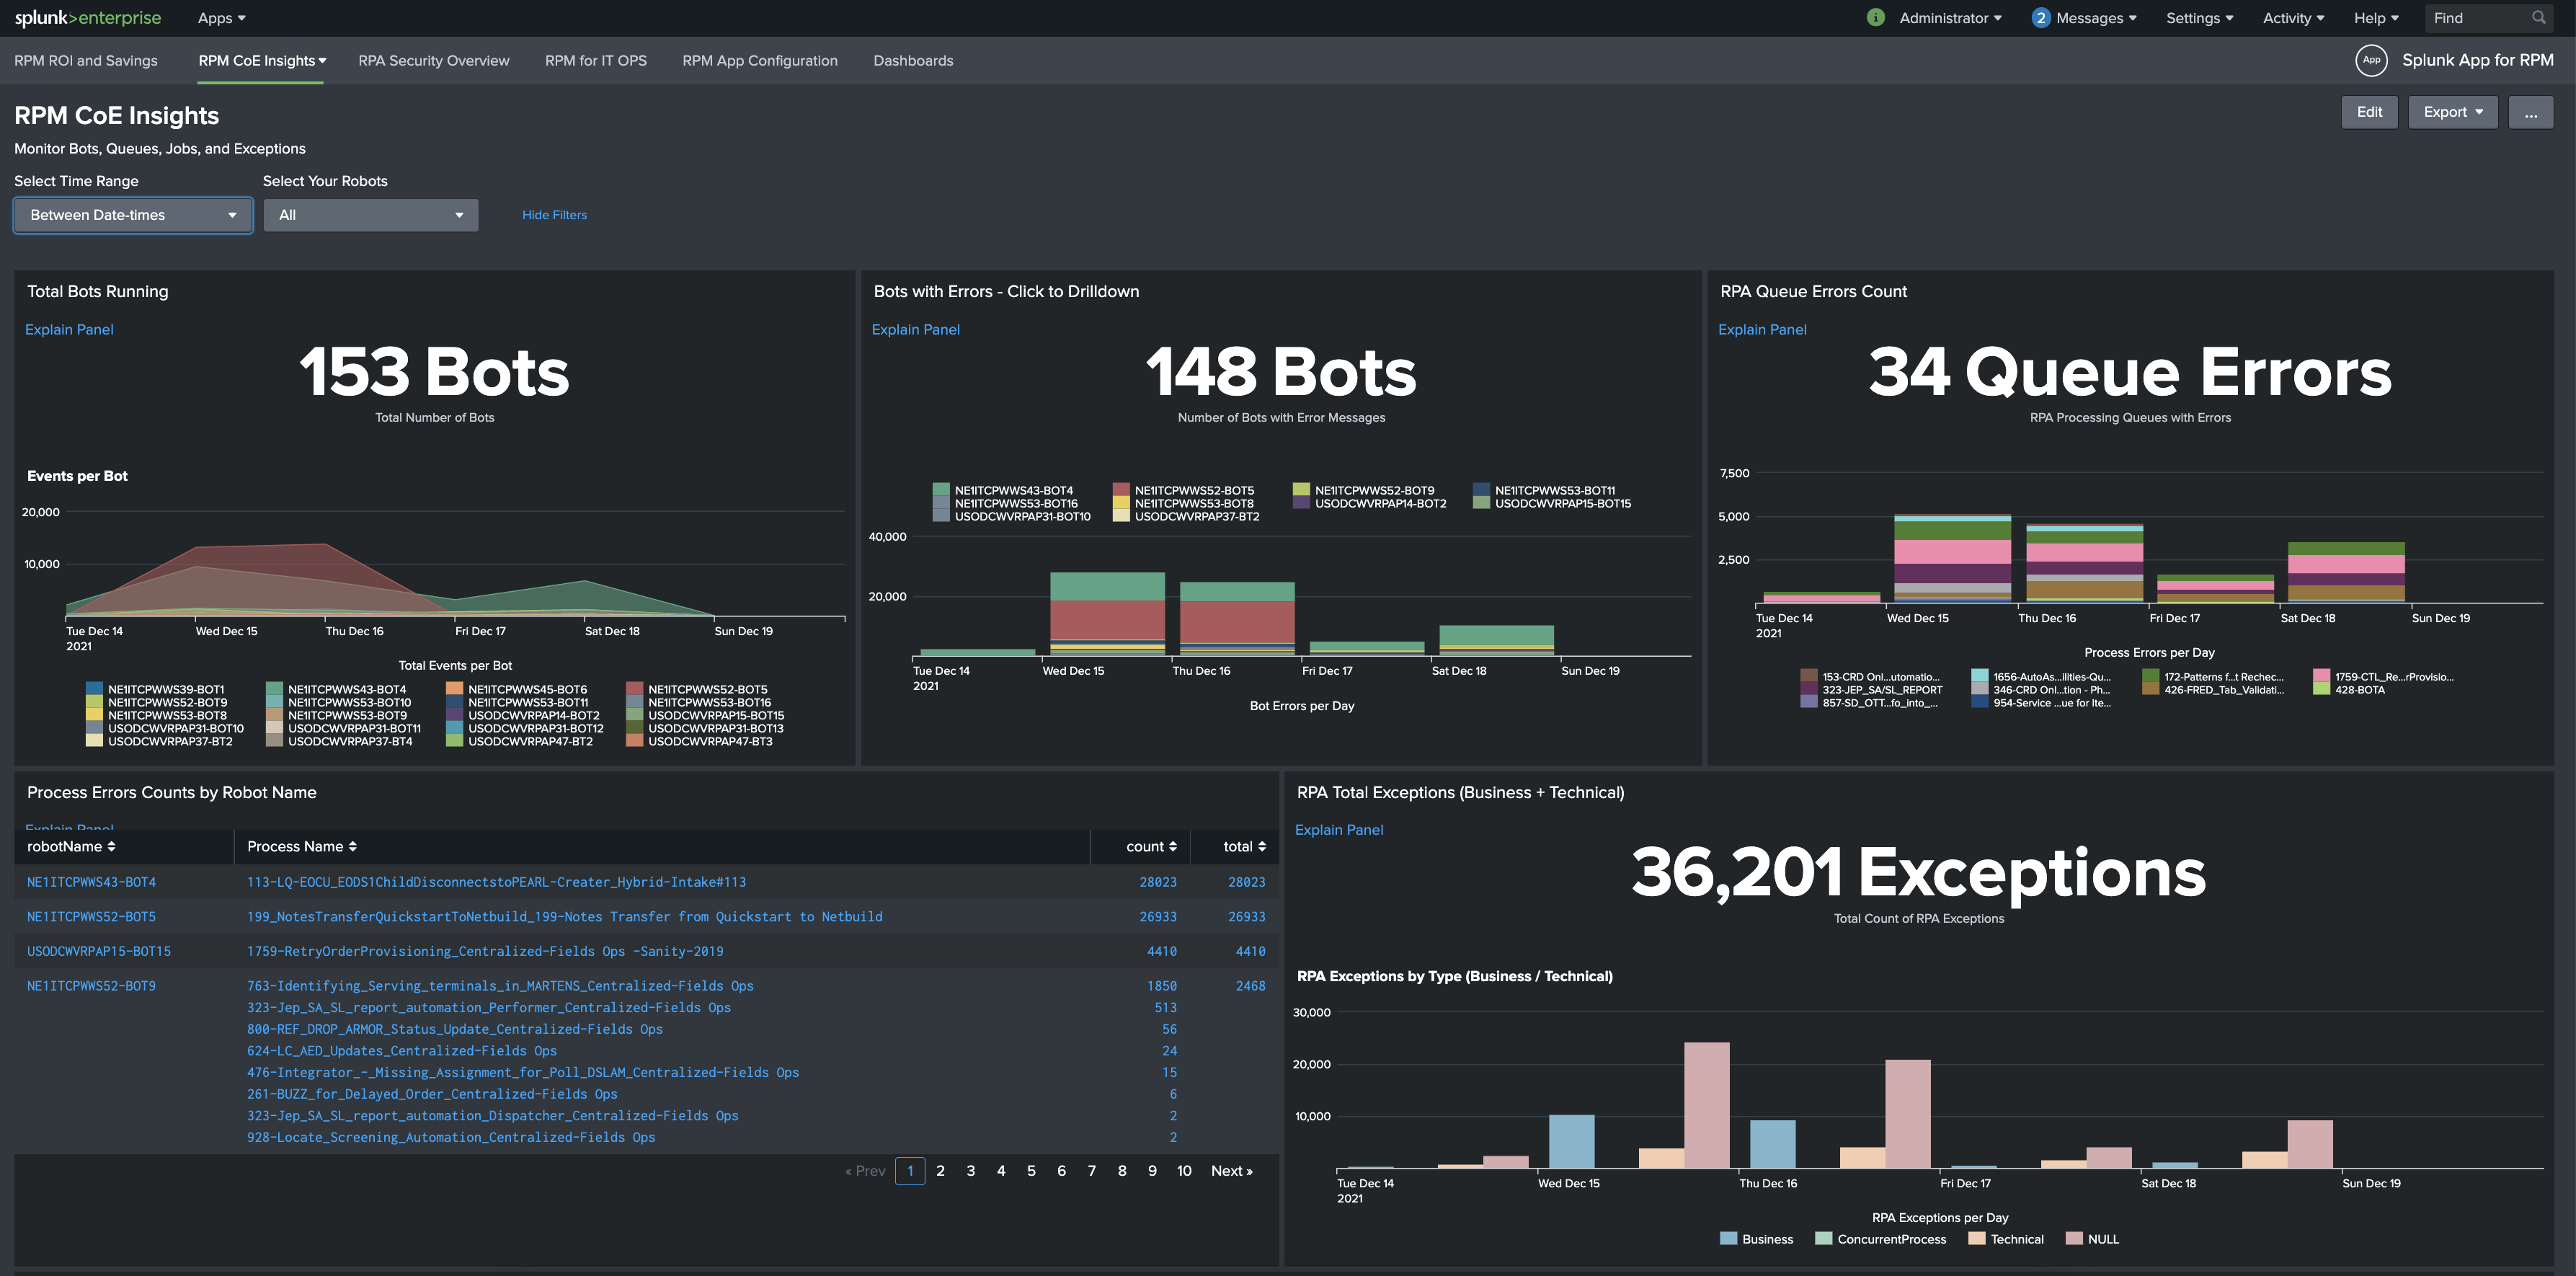 splunk>enterprise Apps Administrator 2 Messages Settings Activity Help Find
RPM ROI and Savings RPM CoE Insights RPA Security Overview RPM for IT OPS RPM App Configuration Dashboards App Splunk App for RPM
RPM CoE Insights
Edit Export ...
Monitor Bots, Queues, Jobs, and Exceptions
Select Time Range Select Your Robots
Between Date-times All Hide Filters
Total Bots Running
Explain Panel
153 Bots
Total Number of Bots
Events per Bot
20,000
10,000
Tue Dec 14 Wed Dec 15 Thu Dec 16 Fri Dec 17 Sat Dec 18 Sun Dec 19
2021
Total Events per Bot
NE1ITCPWWS39-BOT1 NE1ITCPWWS43-BOT4 NE1ITCPWWS45-BOT6 NE1ITCPWWS52-BOT5
NE1ITCPWWS52-BOT9 NE1ITCPWWS53-BOT10 NE1ITCPWWS53-BOT11 NE1ITCPWWS53-BOT16
NE1ITCPWWS53-BOT8 NE1ITCPWWS53-BOT9 USODCWVRPAP14-BOT2 USODCWVRPAP15-BOT15
USODCWVRPAP31-BOT10 USODCWVRPAP31-BOT11 USODCWVRPAP31-BOT12 USODCWVRPAP31-BOT13
USODCWVRPAP37-BT2 USODCWVRPAP37-BT4 USODCWVRPAP47-BT2 USODCWVRPAP47-BT3
Bots with Errors - Click to Drilldown
Explain Panel
148 Bots
Number of Bots with Error Messages
NE1ITCPWWS43-BOT4 NE1ITCPWWS52-BOT5 NE1ITCPWWS52-BOT9 NE1ITCPWWS53-BOT11
NE1ITCPWWS53-BOT16 NE1ITCPWWS53-BOT8 USODCWVRPAP14-BOT2 USODCWVRPAP15-BOT15
USODCWVRPAP31-BOT10 USODCWVRPAP37-BT2
40,000
20,000
Tue Dec 14 Wed Dec 15 Thu Dec 16 Fri Dec 17 Sat Dec 18 Sun Dec 19
2021
Bot Errors per Day
RPA Queue Errors Count
Explain Panel
34 Queue Errors
RPA Processing Queues with Errors
7,500
5,000
2,500
Tue Dec 14 Wed Dec 15 Thu Dec 16 Fri Dec 17 Sat Dec 18 Sun Dec 19
2021
Process Errors per Day
153-CRD Onl...utomatio... 1656-AutoAs...ilities-Qu... 172-Patterns f...t Rechec... 1759-CTL_Re...rProvisio...
323-JEP_SA/SL_REPORT 346-CRD Onl...tion - Ph... 426-FRED_Tab_Validati... 428-BOTA
857-SD_OTT...fo_into_... 954-Service ...ue for Ite...
Process Errors Counts by Robot Name
Explain Panel
robotName Process Name count total
NE1ITCPWWS43-BOT4 113-LQ-EOCU_EODS1ChildDisconnectstoPEARL-Creater_Hybrid-Intake#113 28023 28023
NE1ITCPWWS52-BOT5 199_NotesTransferQuickstartToNetbuild_199-Notes Transfer from Quickstart to Netbuild 26933 26933
USODCWVRPAP15-BOT15 1759-RetryOrderProvisioning_Centralized-Fields Ops -Sanity-2019 4410 4410
NE1ITCPWWS52-BOT9 763-Identifying_Serving_terminals_in_MARTENS_Centralized-Fields Ops 1850 2468
323-Jep_SA_SL_report_automation_Performer_Centralized-Fields Ops 513
800-REF_DROP_ARMOR_Status_Update_Centralized-Fields Ops 56
624-LC_AED_Updates_Centralized-Fields Ops 24
476-Integrator_-_Missing_Assignment_for_Poll_DSLAM_Centralized-Fields Ops 15
261-BUZZ_for_Delayed_Order_Centralized-Fields Ops 6
323-Jep_SA_SL_report_automation_Dispatcher_Centralized-Fields Ops 2
928-Locate_Screening_Automation_Centralized-Fields Ops 2
« Prev 1 2 3 4 5 6 7 8 9 10 Next »
RPA Total Exceptions (Business + Technical)
Explain Panel
36,201 Exceptions
Total Count of RPA Exceptions
RPA Exceptions by Type (Business / Technical)
30,000
20,000
10,000
Tue Dec 14 Wed Dec 15 Thu Dec 16 Fri Dec 17 Sat Dec 18 Sun Dec 19
2021
RPA Exceptions per Day
Business ConcurrentProcess Technical NULL